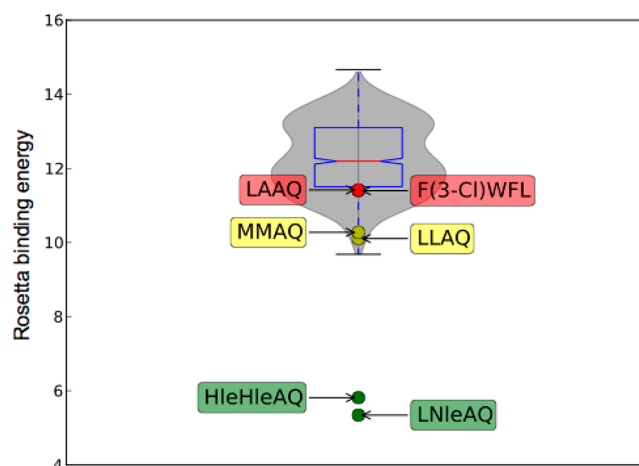 16
14
12
10
8
6
4
Rosetta binding energy
LAAQ
F(3-Cl)WFL
MMAQ
LLAQ
HleHleAQ
LNleAQ